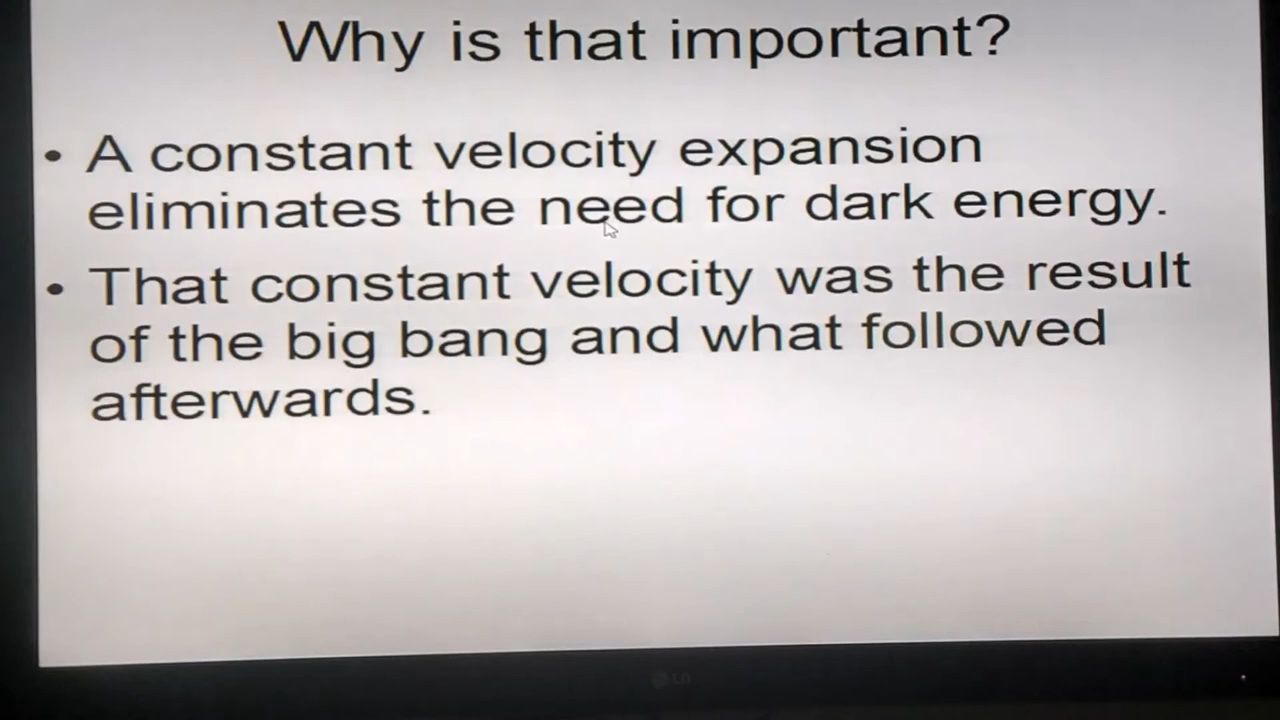 Why is that important?
• A constant velocity expansion
eliminates the need for dark energy.
• That constant velocity was the result
of the big bang and what followed
afterwards.
LG